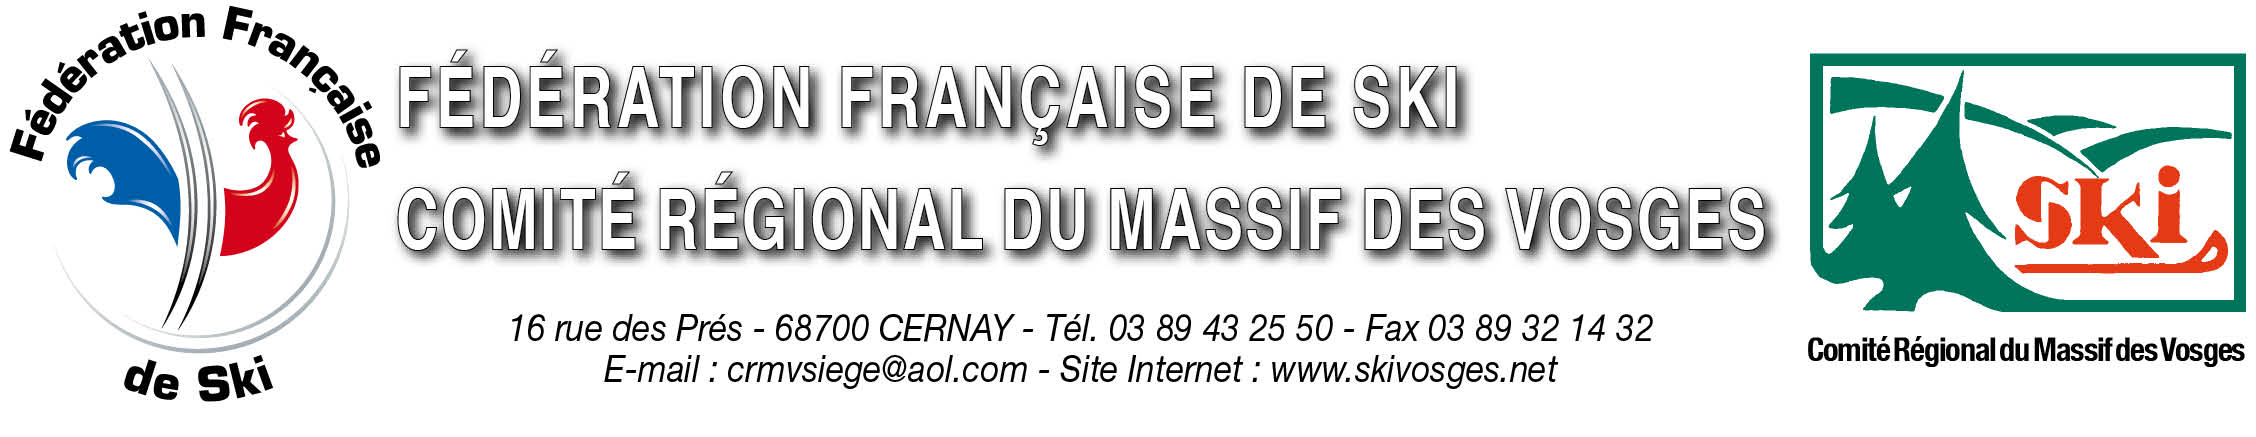 Fédération Française
de Ski
FÉDÉRATION FRANÇAISE DE SKI
COMITÉ RÉGIONAL DU MASSIF DES VOSGES
16 rue des Prés - 68700 CERNAY - Tél. 03 89 43 25 50 - Fax 03 89 32 14 32
E-mail : crmvsiege@aol.com - Site Internet : www.skivosges.net
SKi
Comité Régional du Massif des Vosges